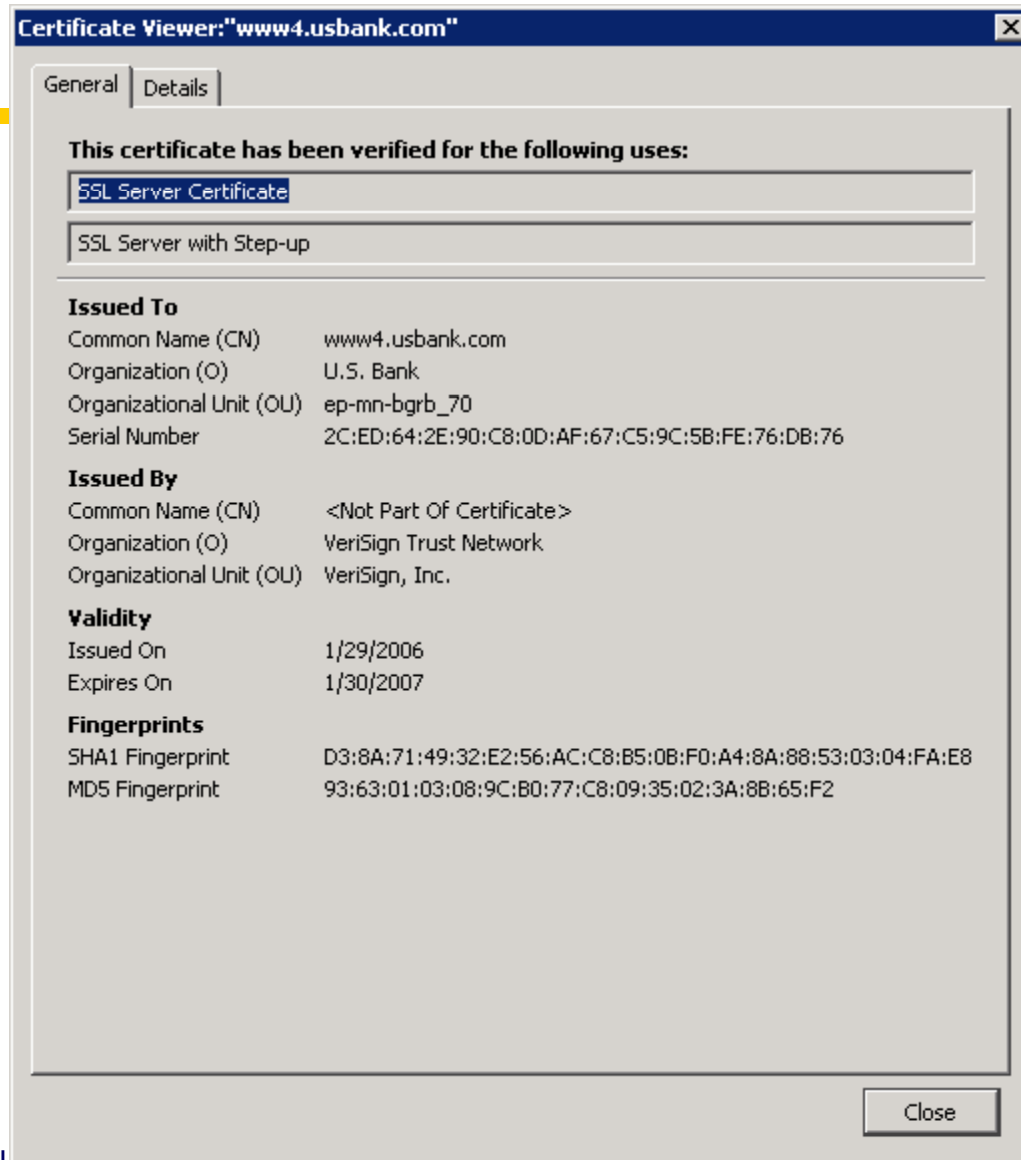 Certificate Viewer:"www4.usbank.com"
General Details
This certificate has been verified for the following uses:
SSL Server Certificate
SSL Server with Step-up
Issued To
Common Name (CN) www4.usbank.com
Organization (O) U.S. Bank
Organizational Unit (OU) ep-mn-bgrb_70
Serial Number 2C:ED:64:2E:90:C8:0D:AF:67:C5:9C:5B:FE:76:DB:76
Issued By
Common Name (CN) <Not Part Of Certificate>
Organization (O) VeriSign Trust Network
Organizational Unit (OU) VeriSign, Inc.
Validity
Issued On 1/29/2006
Expires On 1/30/2007
Fingerprints
SHA1 Fingerprint D3:8A:71:49:32:E2:56:AC:C8:B5:0B:F0:A4:8A:88:53:03:04:FA:E8
MD5 Fingerprint 93:63:01:03:08:9C:B0:77:C8:09:35:02:3A:8B:65:F2
Close